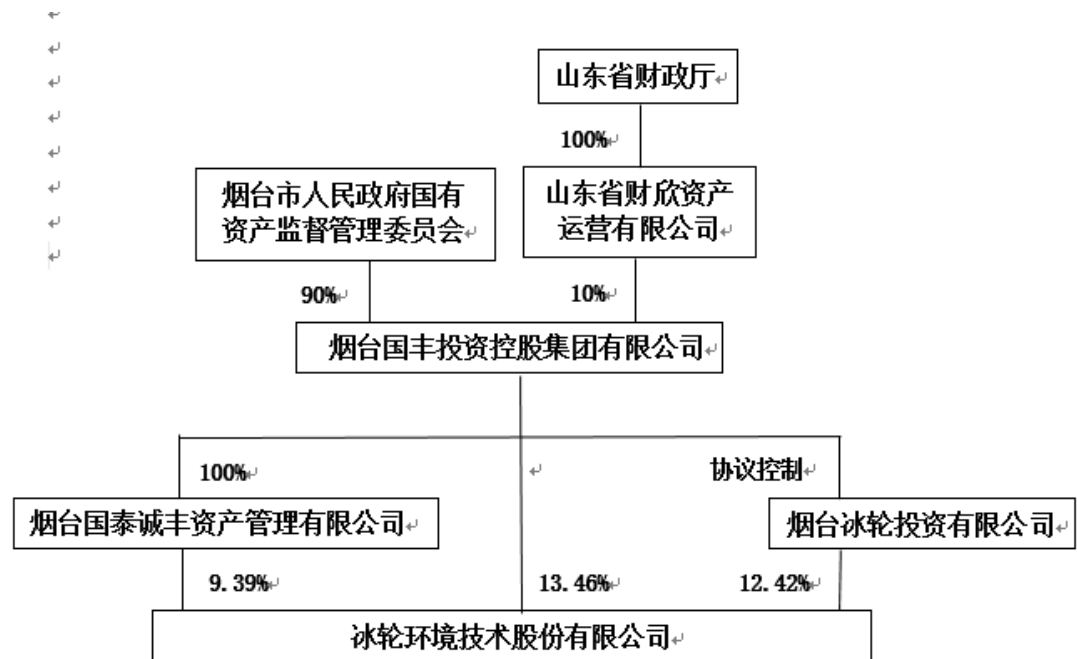 山东省财政厅
100%
烟台市人民政府国有
资产监督管理委员会
山东省财欣资产
运营有限公司
90%
10%
烟台国丰投资控股集团有限公司
100%
协议控制
烟台国泰诚丰资产管理有限公司
烟台冰轮投资有限公司
9.39%
13.46%
12.42%
冰轮环境技术股份有限公司